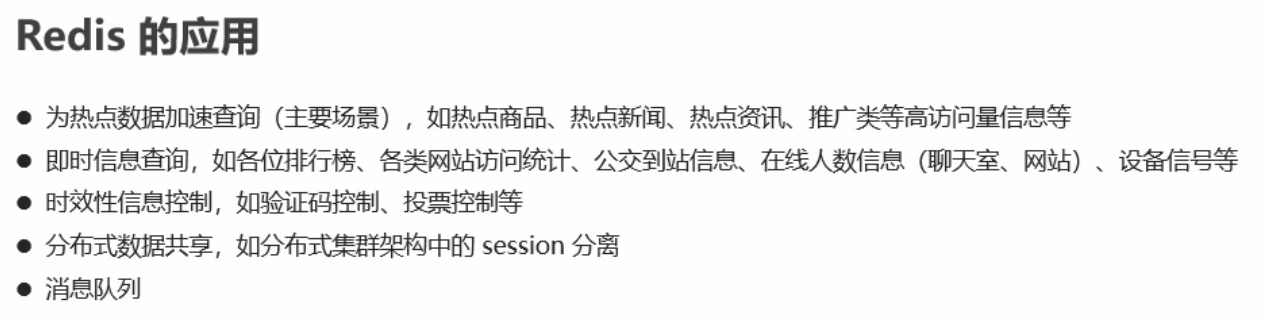 Redis 的应用
● 为热点数据加速查询（主要场景），如热点商品、热点新闻、热点资讯、推广类等高访问量信息等
● 即时信息查询，如各位排行榜、各类网站访问统计、公交到站信息、在线人数信息（聊天室、网站）、设备信号等
● 时效性信息控制，如验证码控制、投票控制等
● 分布式数据共享，如分布式集群架构中的 session 分离
● 消息队列